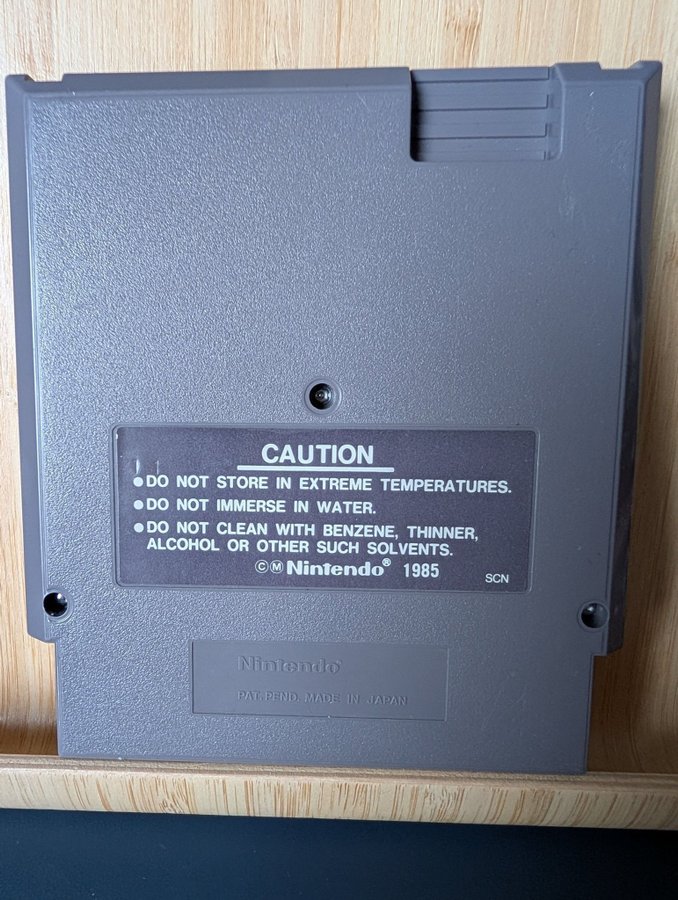 CAUTION
● DO NOT STORE IN EXTREME TEMPERATURES.
● DO NOT IMMERSE IN WATER.
● DO NOT CLEAN WITH BENZENE, THINNER,
ALCOHOL OR OTHER SUCH SOLVENTS.
ⒸⓂ Nintendo® 1985 SCN
Nintendo®
PAT. PEND. MADE IN JAPAN